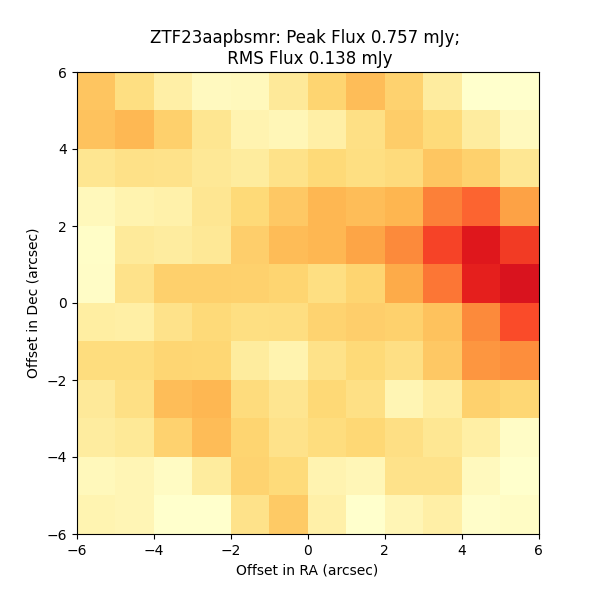 ZTF23aapbsmr: Peak Flux 0.757 mJy;
RMS Flux 0.138 mJy
6
4
2
0
−2
−4
−6
Offset in Dec (arcsec)
−6 −4 −2 0 2 4 6
Offset in RA (arcsec)